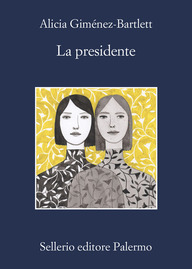 Alicia Giménez-Bartlett
La presidente
Sellerio editore Palermo